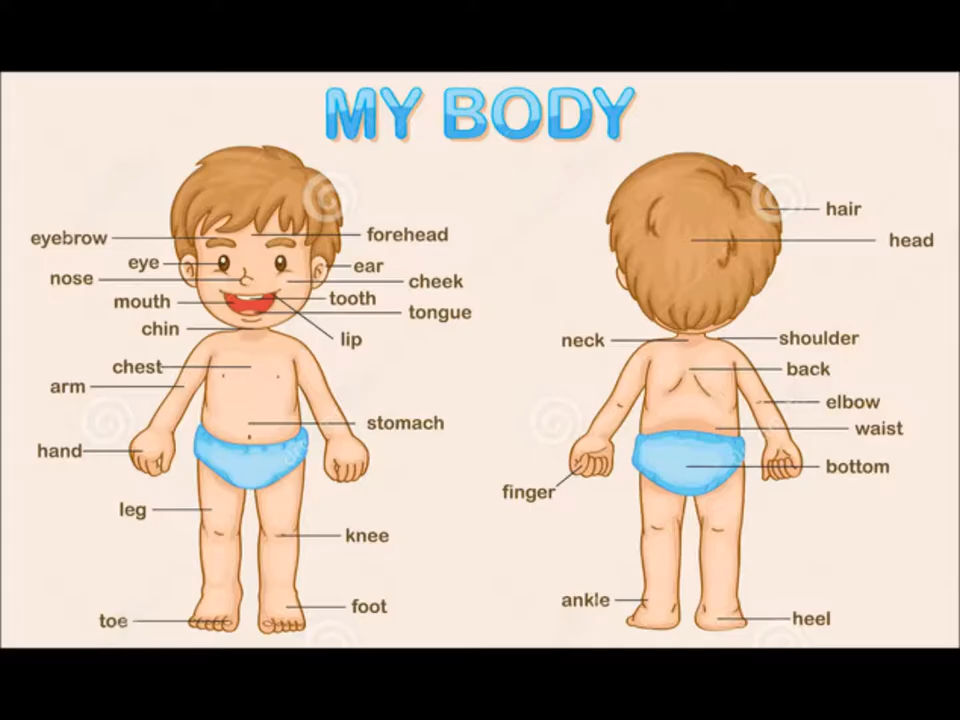 MY BODY
eyebrow
eye
nose
mouth
chin
chest
arm
hand
leg
toe
forehead
ear
cheek
tooth
tongue
lip
stomach
knee
foot
neck
finger
ankle
hair
head
shoulder
back
elbow
waist
bottom
heel